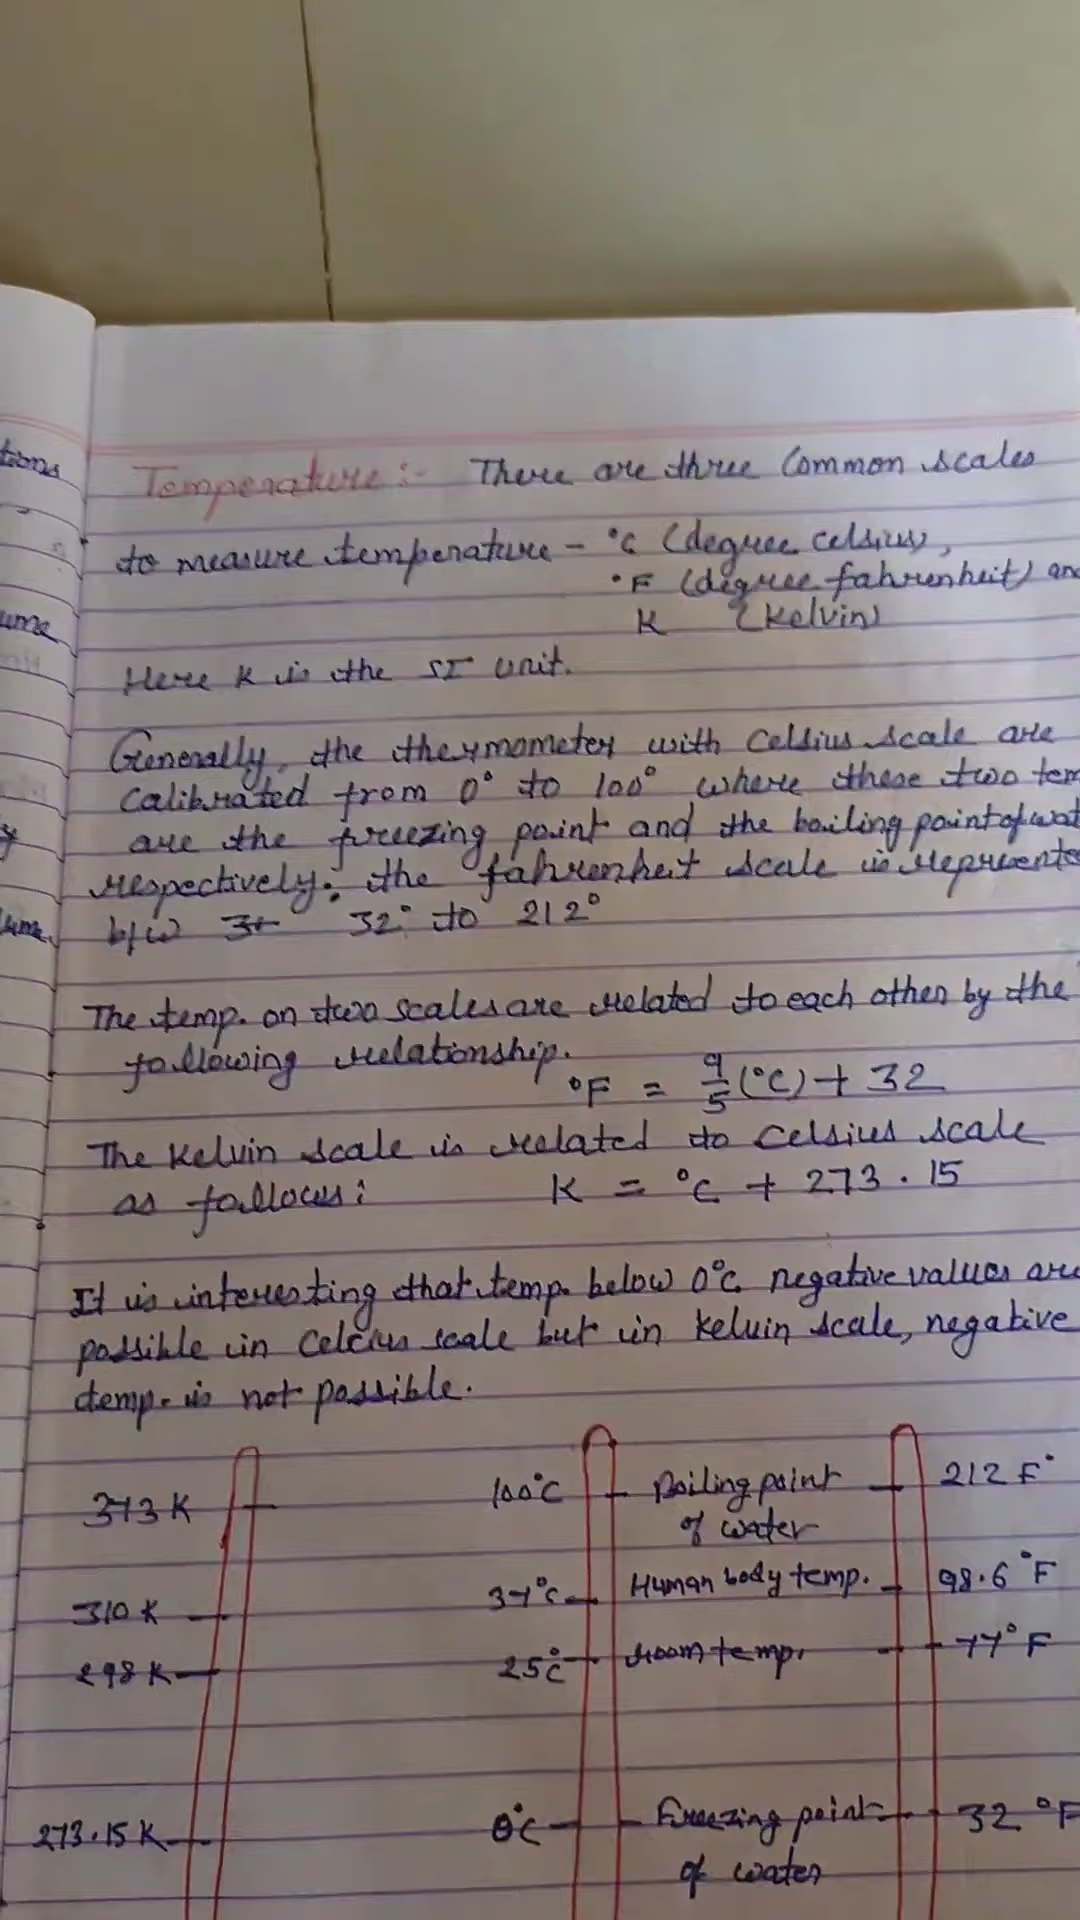 tions
ume
lume
Temperature :- There are three Common scales
to measure temperature - °C (degree celsius),
°F (degree fahrenheit) and
K (Kelvin)
Here K is the SI unit.
Generally, the thermometer with Celsius scale are
Calibrated from 0° to 100° where these two tem
are the freezing point and the boiling point of wat
respectively. the fahrenheit scale is represente
b/w 32° to 212°
The temp. on two scales are related to each other by the
following relationship.
°F = 9/5 (°C) + 32
The Kelvin scale is related to Celsius scale
as follows: K = °C + 273.15
It is interesting that temp. below 0°C negative values are
possible in Celcius scale but in Kelvin scale, negative
temp. is not possible.
373 K 100°C Boiling point 212 F°
of water
310 K 37°C Human body temp. 98.6°F
298 K 25°C room temp. 77°F
273.15 K 0°C Freezing point 32 °F
of water